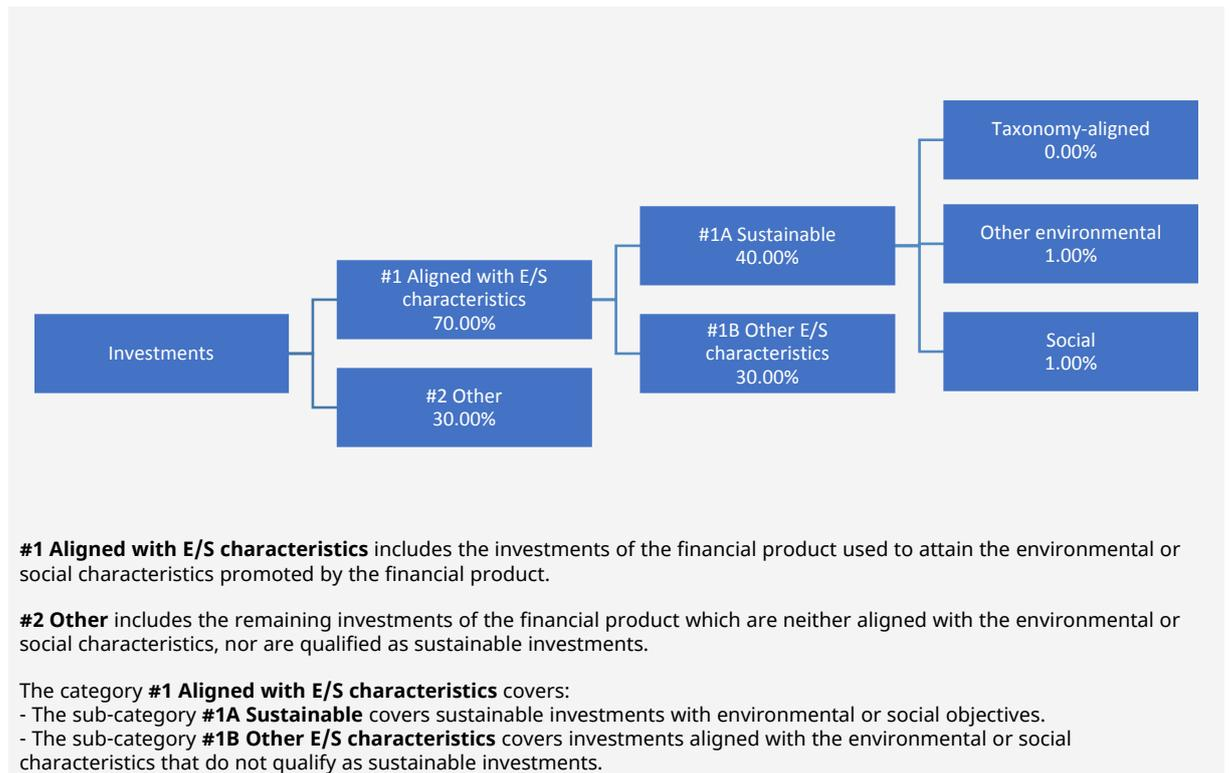 Investments
#1 Aligned with E/S
characteristics
70.00%
#2 Other
30.00%
#1A Sustainable
40.00%
#1B Other E/S
characteristics
30.00%
Taxonomy-aligned
0.00%
Other environmental
1.00%
Social
1.00%
#1 Aligned with E/S characteristics includes the investments of the financial product used to attain the environmental or
social characteristics promoted by the financial product.
#2 Other includes the remaining investments of the financial product which are neither aligned with the environmental or
social characteristics, nor are qualified as sustainable investments.
The category #1 Aligned with E/S characteristics covers:
- The sub-category #1A Sustainable covers sustainable investments with environmental or social objectives.
- The sub-category #1B Other E/S characteristics covers investments aligned with the environmental or social
characteristics that do not qualify as sustainable investments.